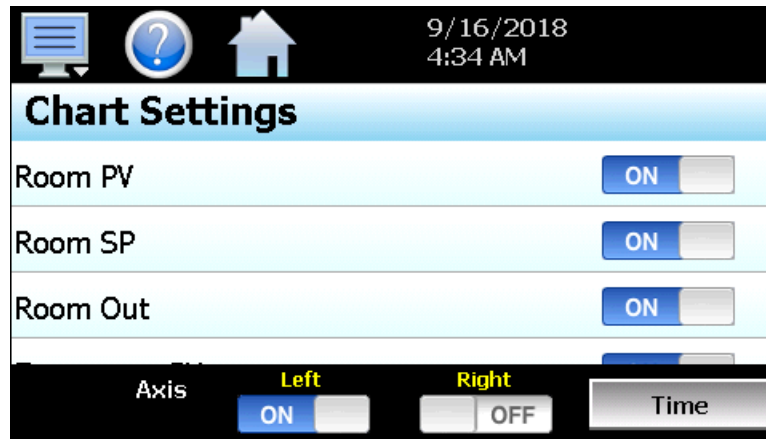 9/16/2018
4:34 AM
Chart Settings
Room PV ON
Room SP ON
Room Out ON
Axis Left ON Right OFF Time